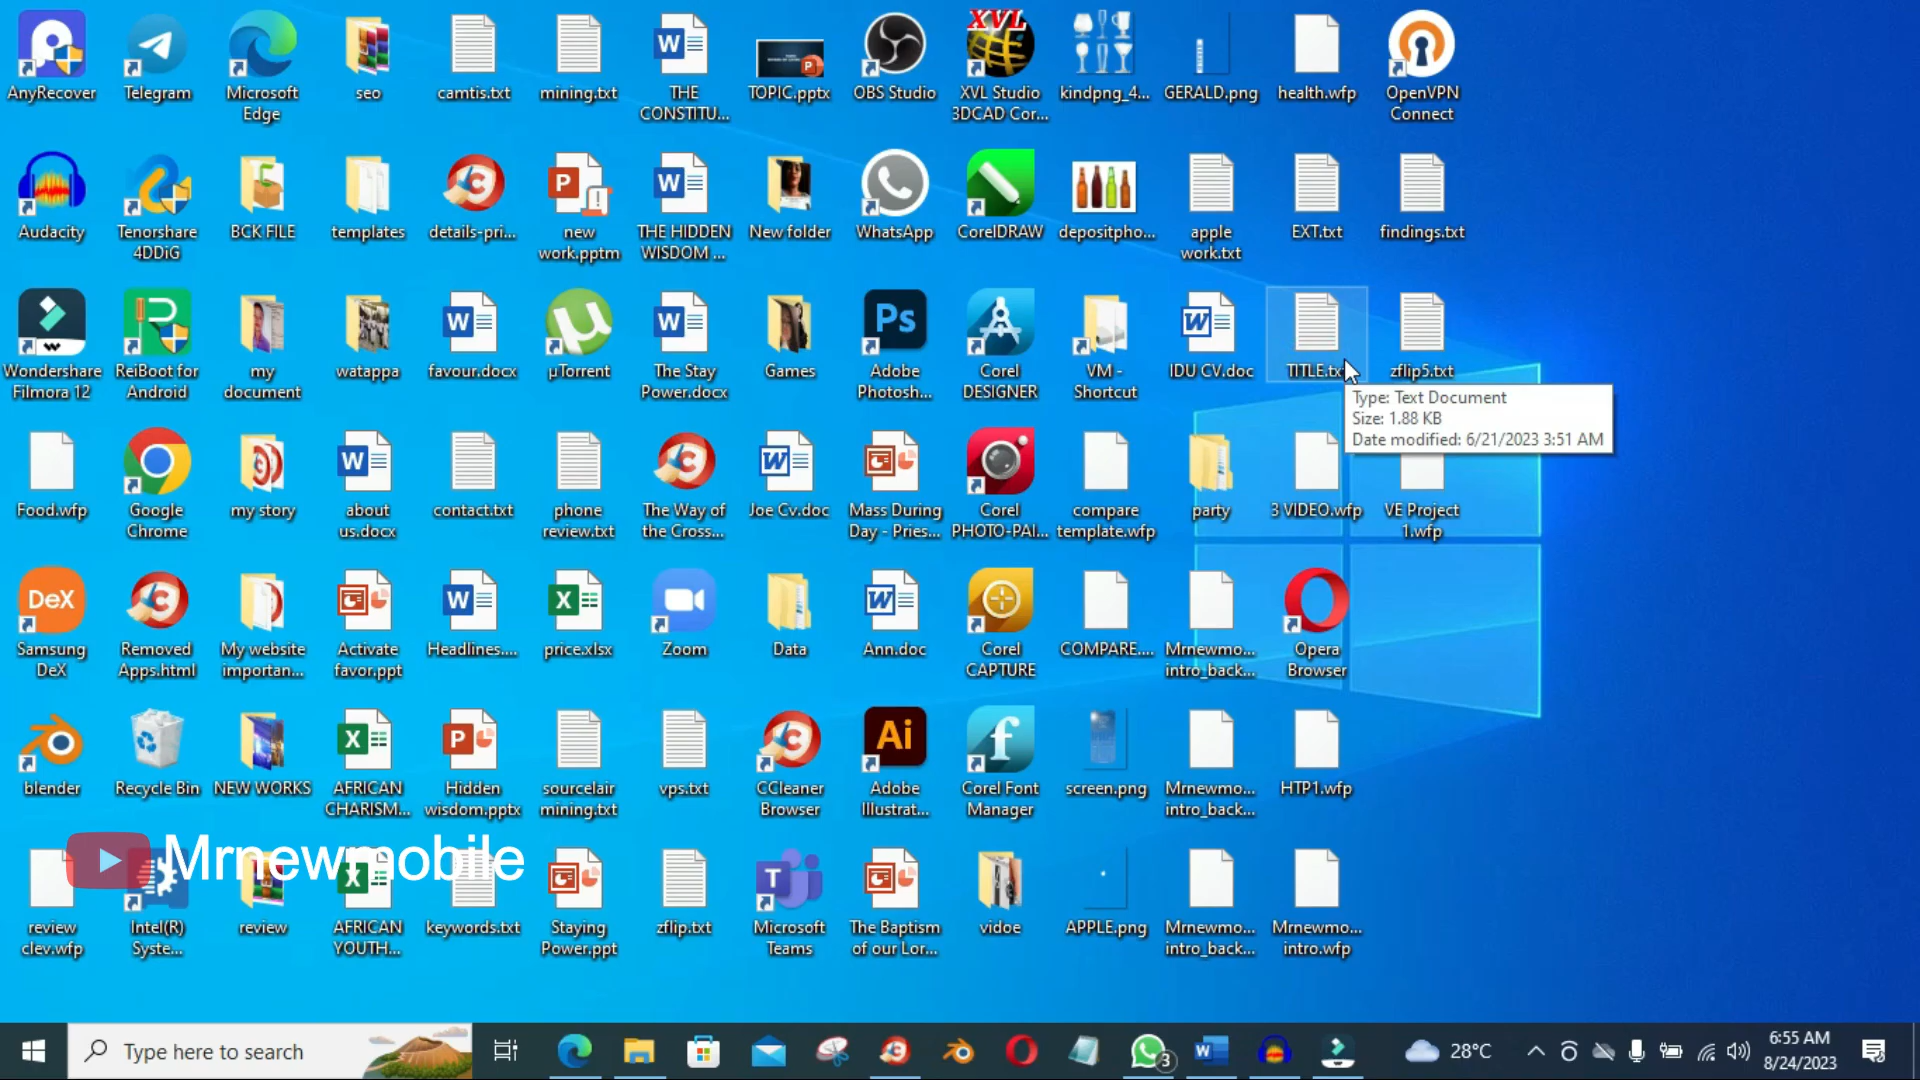 AnyRecover
Telegram
Microsoft
Edge
seo
camtis.txt
mining.txt
THE
CONSTITU...
TOPIC.pptx
OBS Studio
XVL
XVL Studio
3DCAD Cor...
kindpng_4...
GERALD.png
health.wfp
OpenVPN
Connect
Audacity
Tenorshare
4DDiG
BCK FILE
templates
details-pri...
new
work.pptm
THE HIDDEN
WISDOM ...
New folder
WhatsApp
CorelDRAW
depositpho...
apple
work.txt
EXT.txt
findings.txt
Wondershare
Filmora 12
ReiBoot for
Android
my
document
watappa
favour.docx
µTorrent
The Stay
Power.docx
Games
Ps
Adobe
Photosh...
Corel
DESIGNER
VM -
Shortcut
IDU CV.doc
TITLE.txt
zflip5.txt
Type: Text Document
Size: 1.88 KB
Date modified: 6/21/2023 3:51 AM
Food.wfp
Google
Chrome
my story
about
us.docx
contact.txt
phone
review.txt
The Way of
the Cross...
Joe Cv.doc
Mass During
Day - Pries...
Corel
PHOTO-PAI...
compare
template.wfp
party
3 VIDEO.wfp
VE Project
1.wfp
DeX
Samsung
DeX
Removed
Apps.html
My website
importan...
Activate
favor.ppt
Headlines....
price.xlsx
Zoom
Data
Ann.doc
Corel
CAPTURE
COMPARE....
Mrnewmo...
intro_back...
Opera
Browser
blender
Recycle Bin
NEW WORKS
AFRICAN
CHARISM...
Hidden
wisdom.pptx
sourcelair
mining.txt
vps.txt
CCleaner
Browser
Ai
Adobe
Illustrat...
Corel Font
Manager
screen.png
Mrnewmo...
intro_back...
HTP1.wfp
Mrnewmobile
review
clev.wfp
Intel(R)
Syste...
review
AFRICAN
YOUTH...
keywords.txt
Staying
Power.ppt
zflip.txt
Microsoft
Teams
The Baptism
of our Lor...
vidoe
APPLE.png
Mrnewmo...
intro_back...
Mrnewmo...
intro.wfp
Type here to search
3
28°C
6:55 AM
8/24/2023